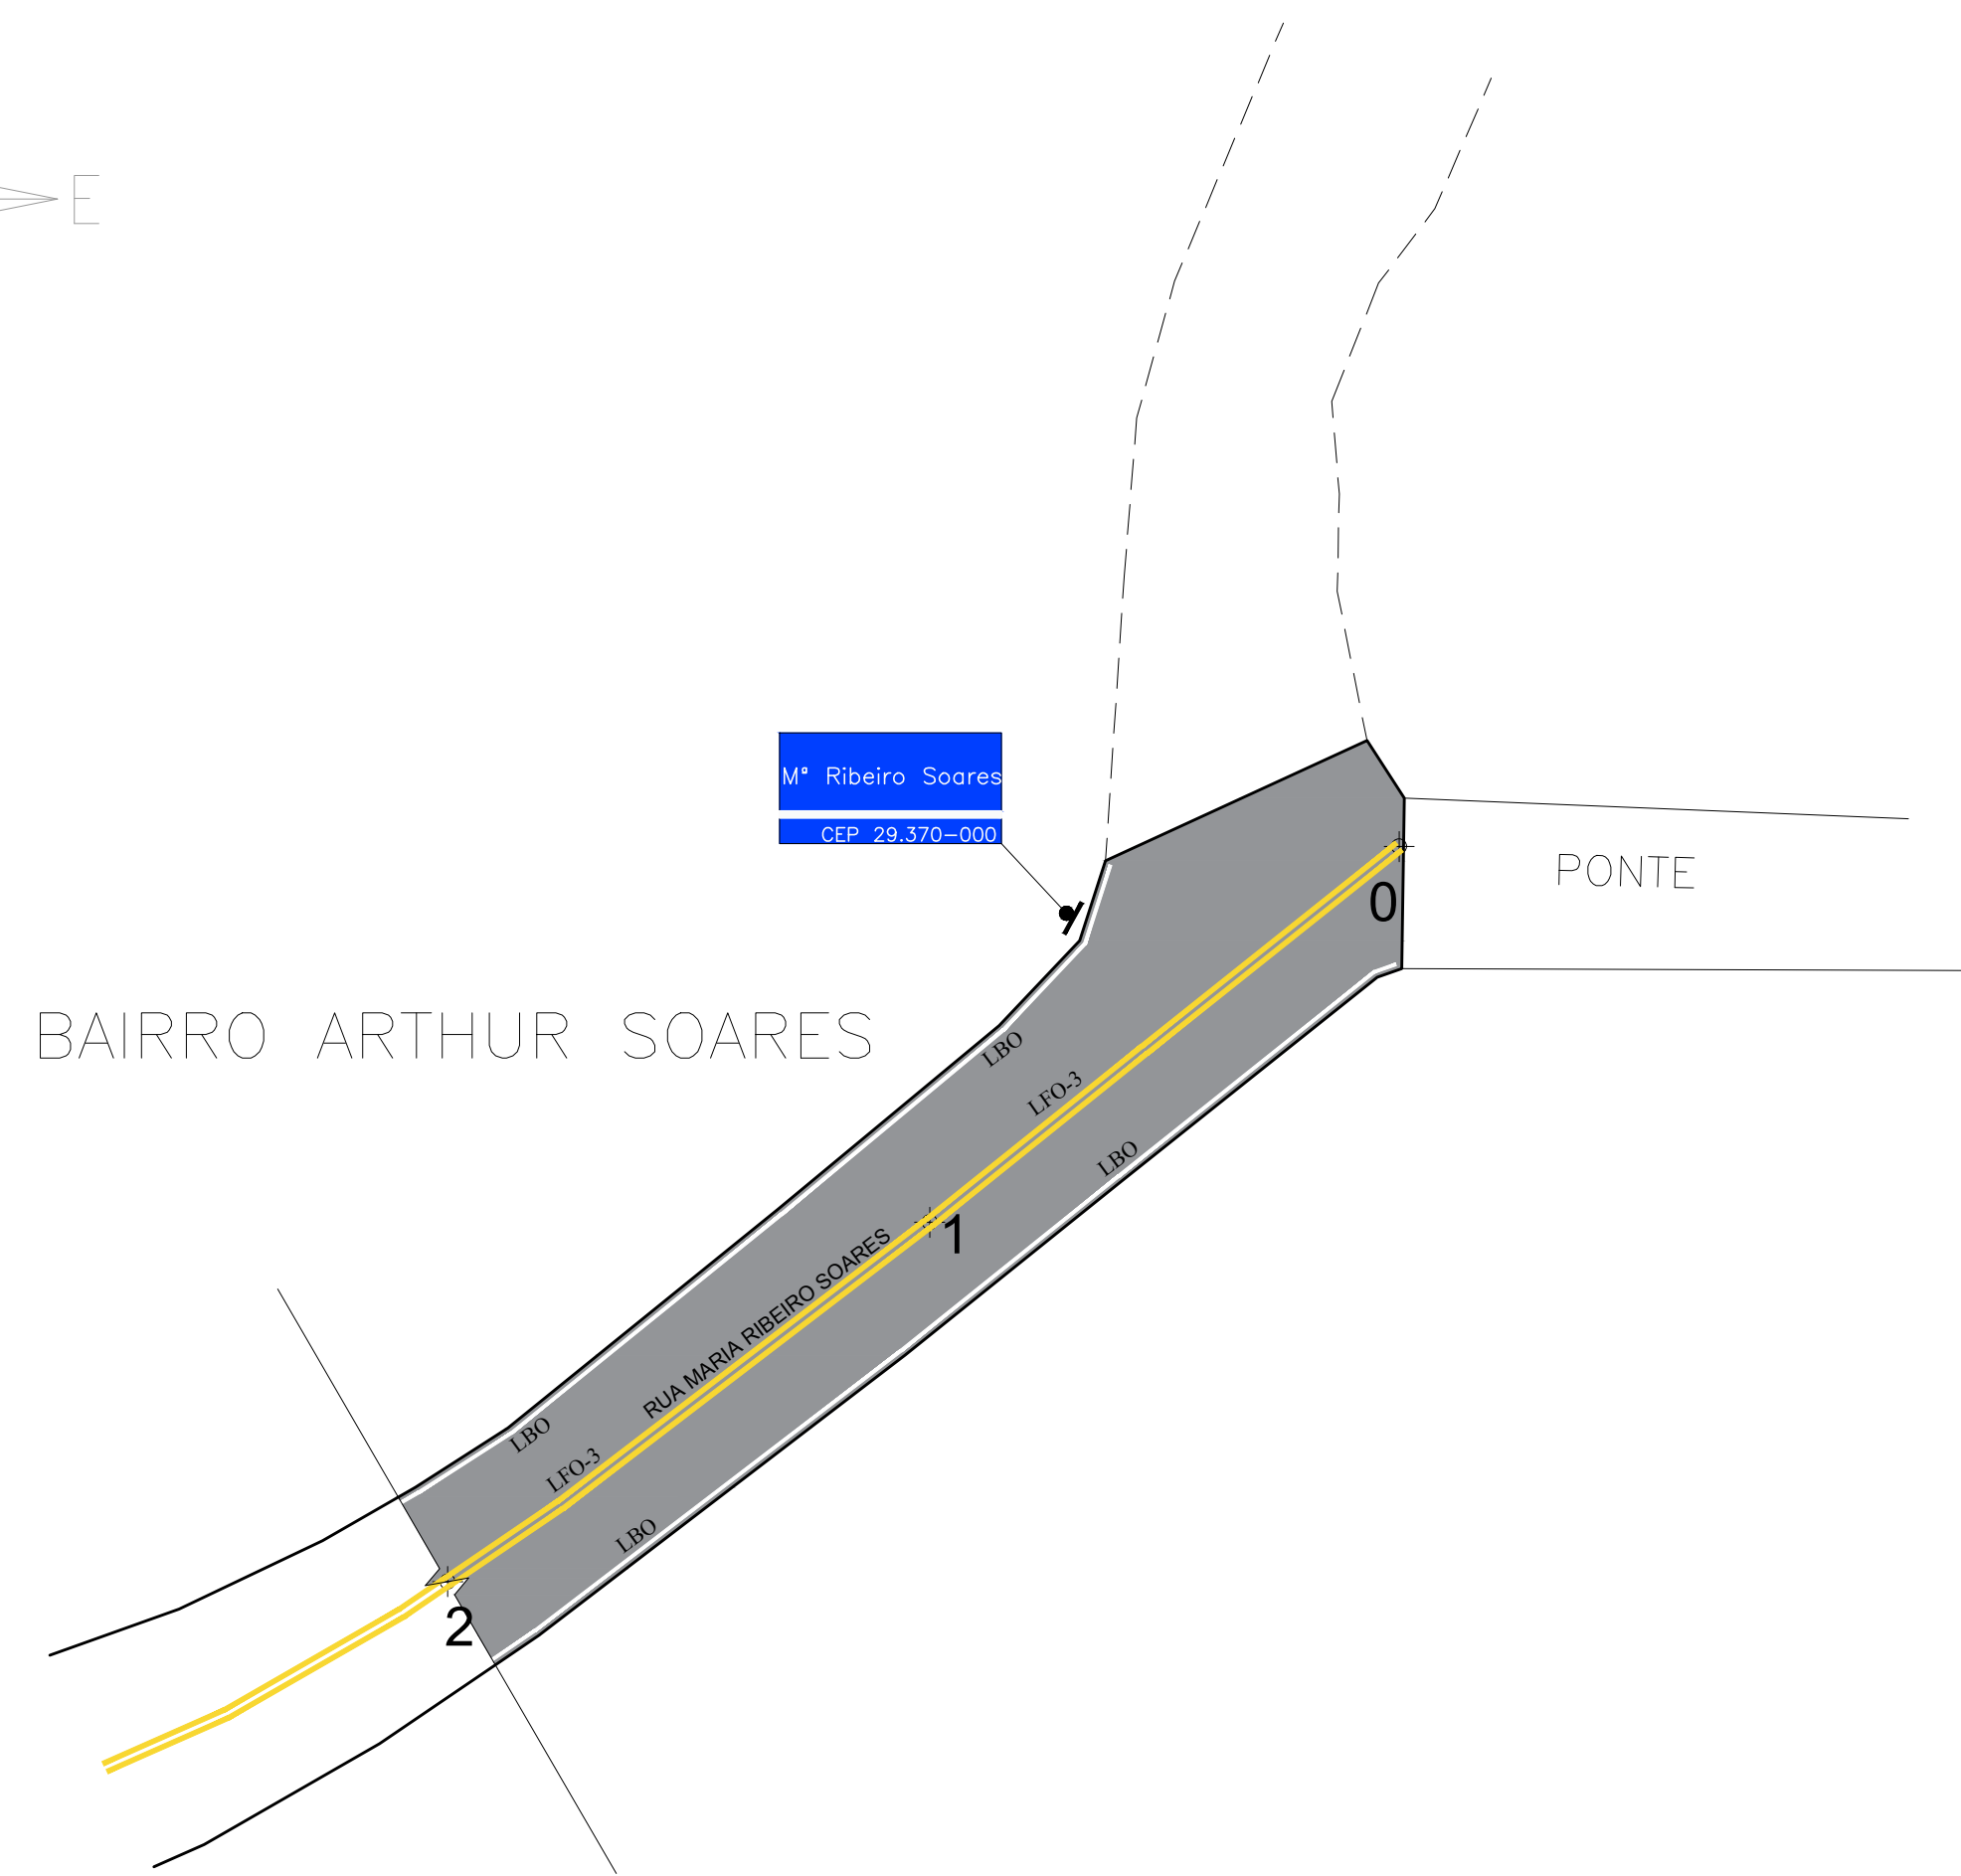 E
Mª Ribeiro Soares
CEP 29.370-000
PONTE
0
BAIRRO ARTHUR SOARES
LBO
LFO-3
LBO
1
RUA MARIA RIBEIRO SOARES
LBO
LFO-3
LBO
2